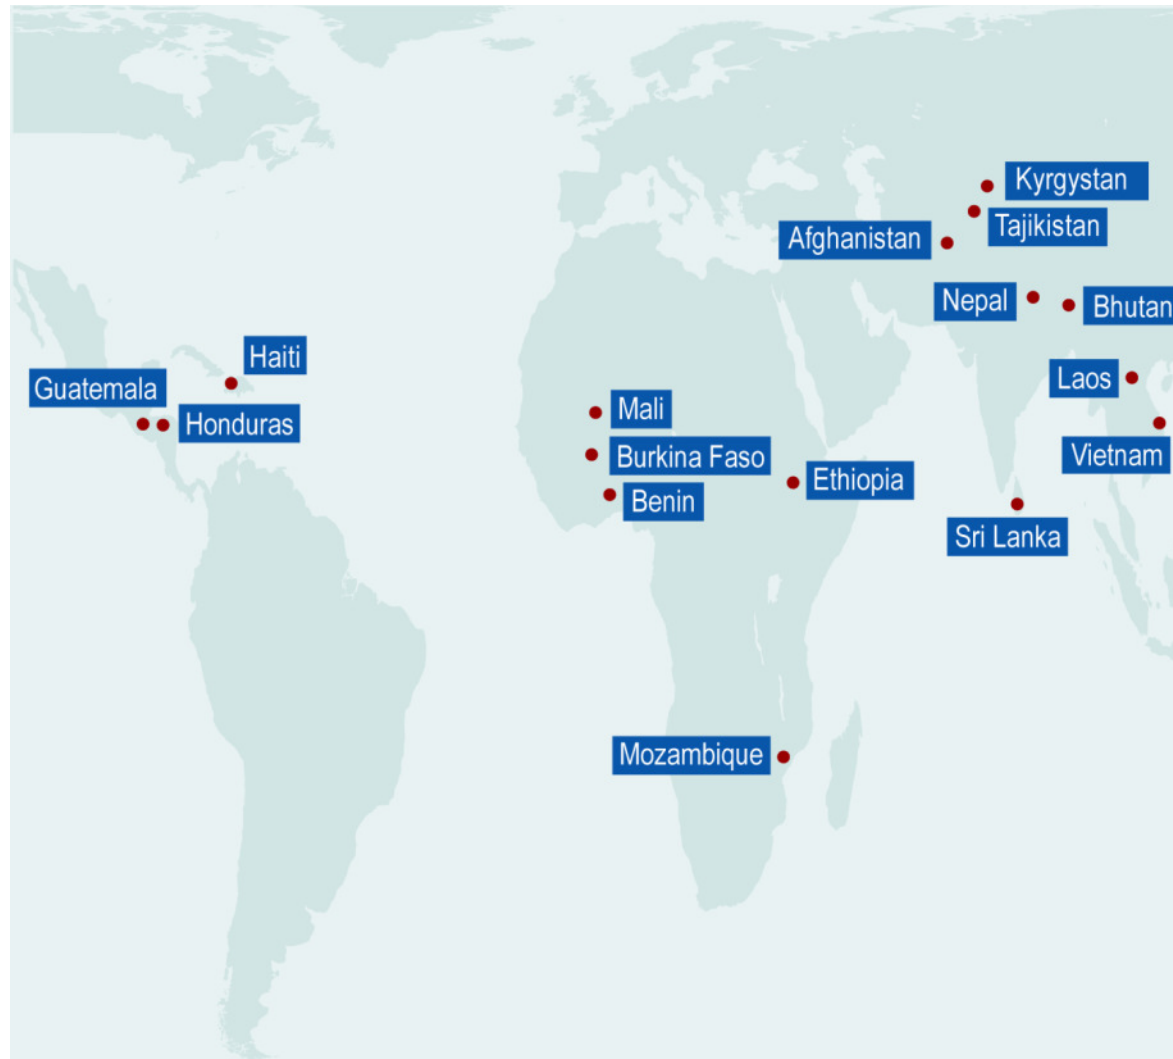 Kyrgystan
Tajikistan
Afghanistan
Nepal
Bhutan
Haiti
Guatemala
Laos
Honduras
Mali
Vietnam
Burkina Faso
Ethiopia
Benin
Sri Lanka
Mozambique